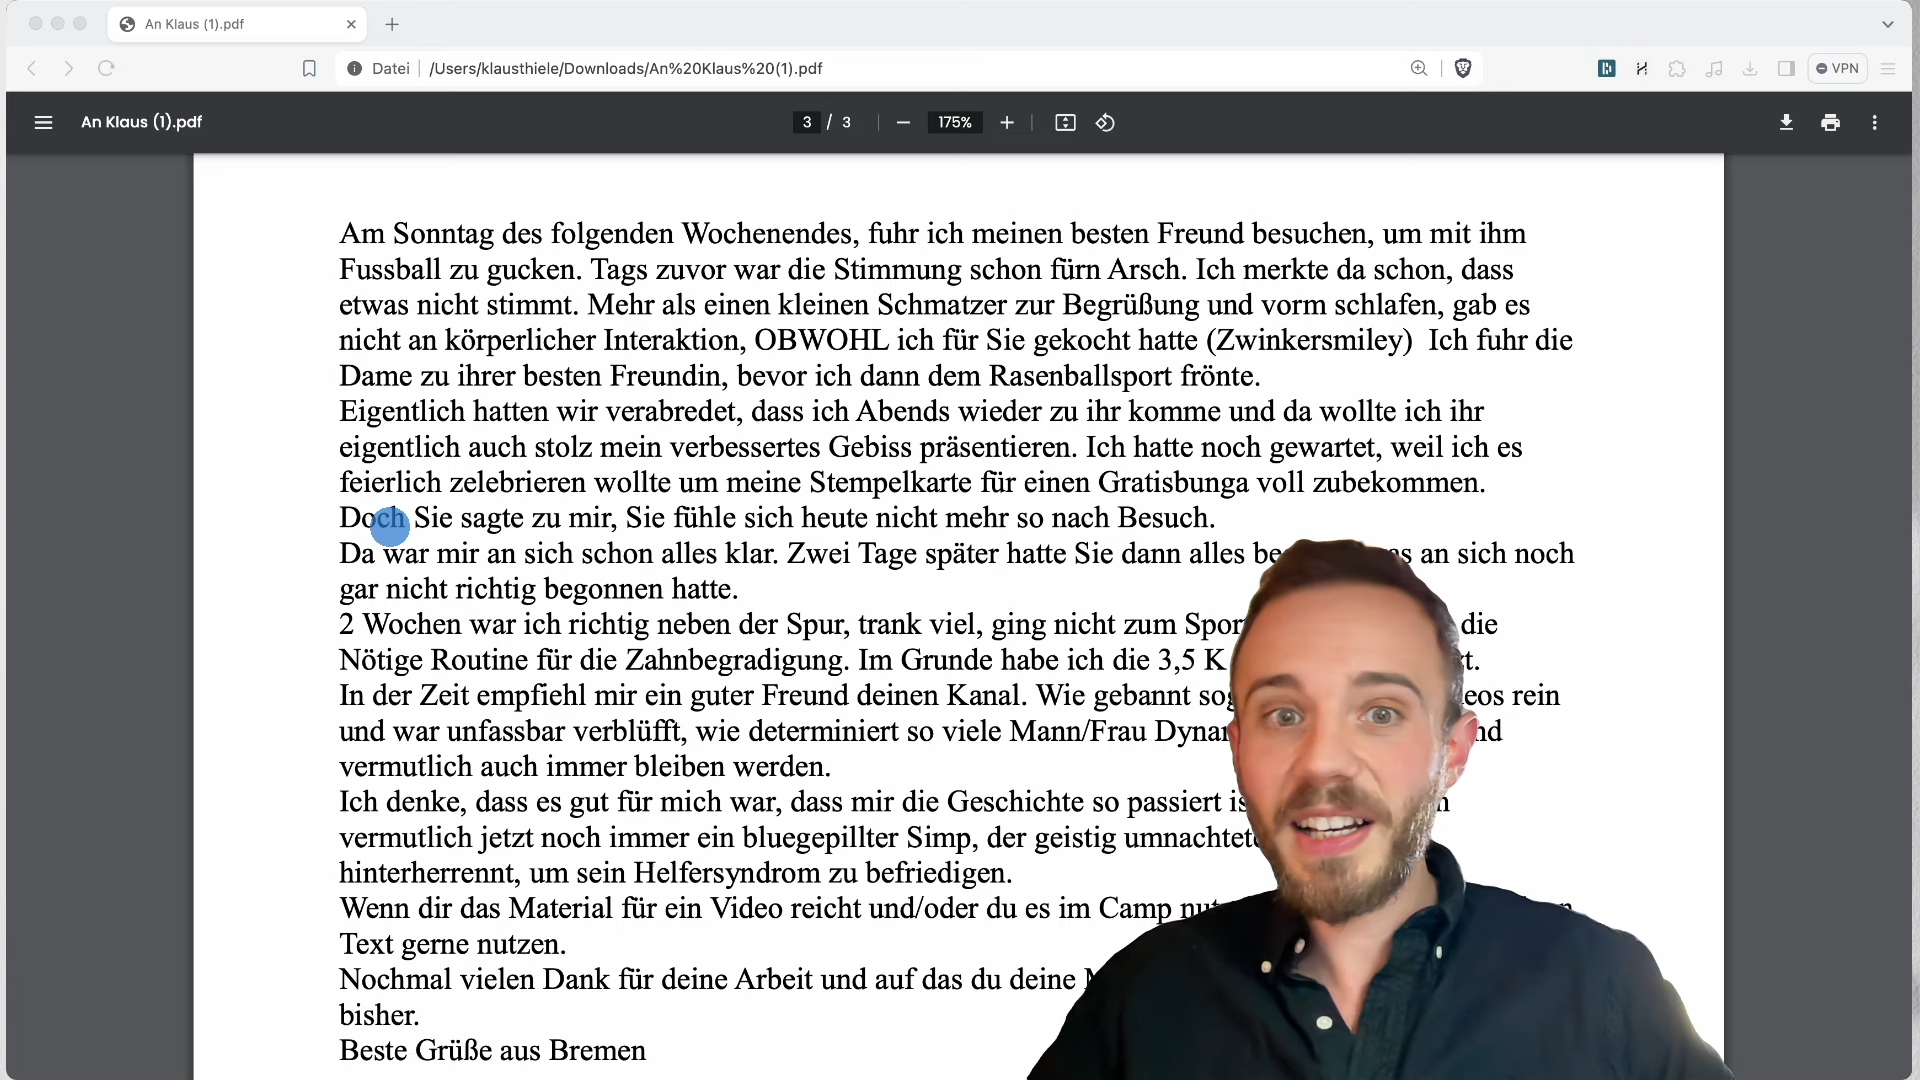 An Klaus (1).pdf
Datei /Users/klausthiele/Downloads/An%20Klaus%20(1).pdf
VPN
An Klaus (1).pdf
3 / 3
175%
Am Sonntag des folgenden Wochenendes, fuhr ich meinen besten Freund besuchen, um mit ihm
Fussball zu gucken. Tags zuvor war die Stimmung schon fürn Arsch. Ich merkte da schon, dass
etwas nicht stimmt. Mehr als einen kleinen Schmatzer zur Begrüßung und vorm schlafen, gab es
nicht an körperlicher Interaktion, OBWOHL ich für Sie gekocht hatte (Zwinkersmiley) Ich fuhr die
Dame zu ihrer besten Freundin, bevor ich dann dem Rasenballsport frönte.
Eigentlich hatten wir verabredet, dass ich Abends wieder zu ihr komme und da wollte ich ihr
eigentlich auch stolz mein verbessertes Gebiss präsentieren. Ich hatte noch gewartet, weil ich es
feierlich zelebrieren wollte um meine Stempelkarte für einen Gratisbunga voll zubekommen.
Doch Sie sagte zu mir, Sie fühle sich heute nicht mehr so nach Besuch.
Da war mir an sich schon alles klar. Zwei Tage später hatte Sie dann alles an sich noch
gar nicht richtig begonnen hatte.
2 Wochen war ich richtig neben der Spur, trank viel, ging nicht zum die
Nötige Routine für die Zahnbegradigung. Im Grunde habe ich die 3,5 K
In der Zeit empfiehl mir ein guter Freund deinen Kanal. Wie gebannt rein
und war unfassbar verblüfft, wie determiniert so viele Mann/Frau
vermutlich auch immer bleiben werden.
Ich denke, dass es gut für mich war, dass mir die Geschichte so passiert
vermutlich jetzt noch immer ein bluegepillter Simp, der geistig
hinterherrennt, um sein Helfersyndrom zu befriedigen.
Wenn dir das Material für ein Video reicht und/oder du es im Camp
Text gerne nutzen.
Nochmal vielen Dank für deine Arbeit und auf das du deine
bisher.
Beste Grüße aus Bremen